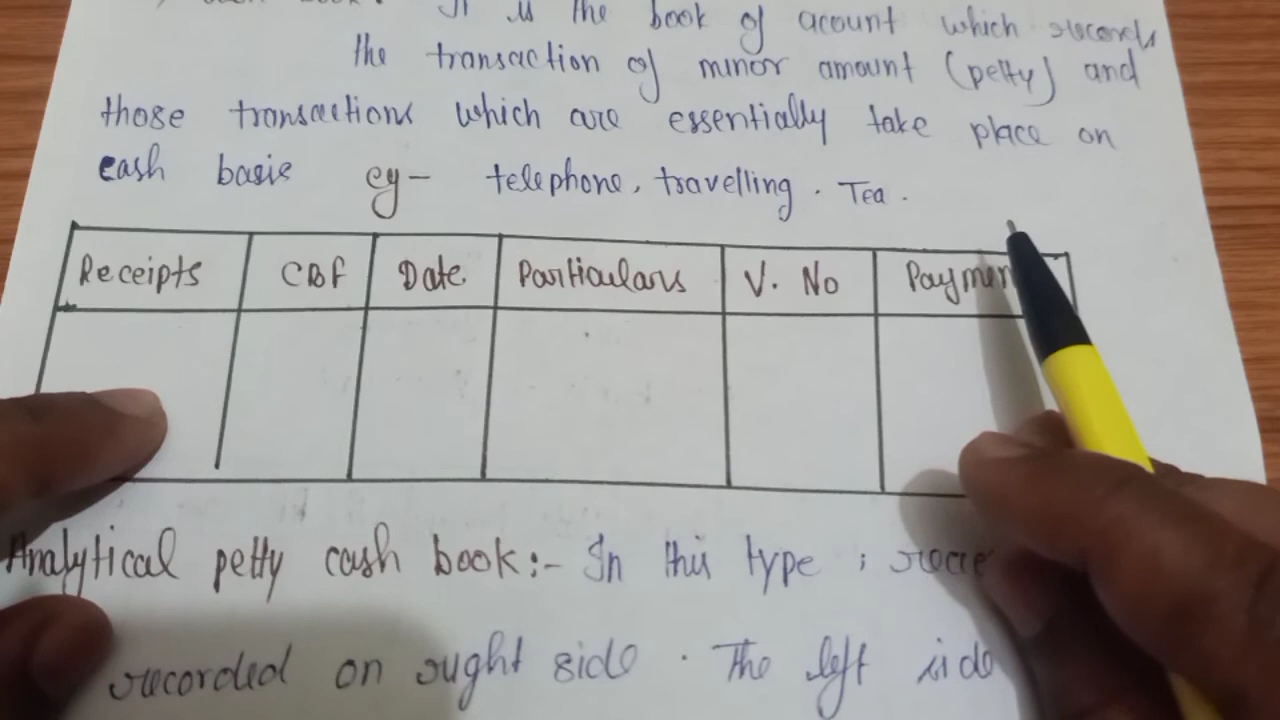 It is the book of acount which records
the transaction of minor amount (petty) and
those transactions which are essentially take place on
cash basis eg- telephone, travelling. Tea.
Receipts CBF Date Particulars V. No Paymen
Analytical petty cash book:- In this type ;
recorded on rught side. The left side